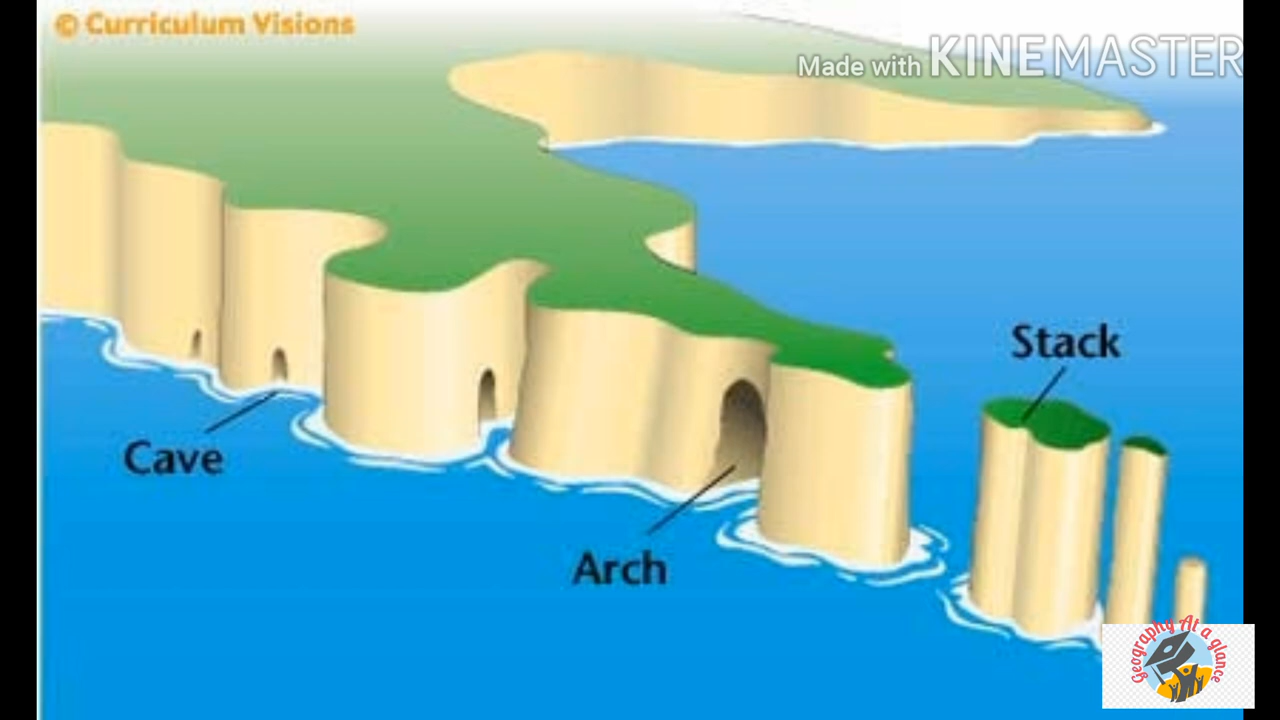 © Curriculum Visions
Made with KINEMASTER
Stack
Cave
Arch
Geography At a glance